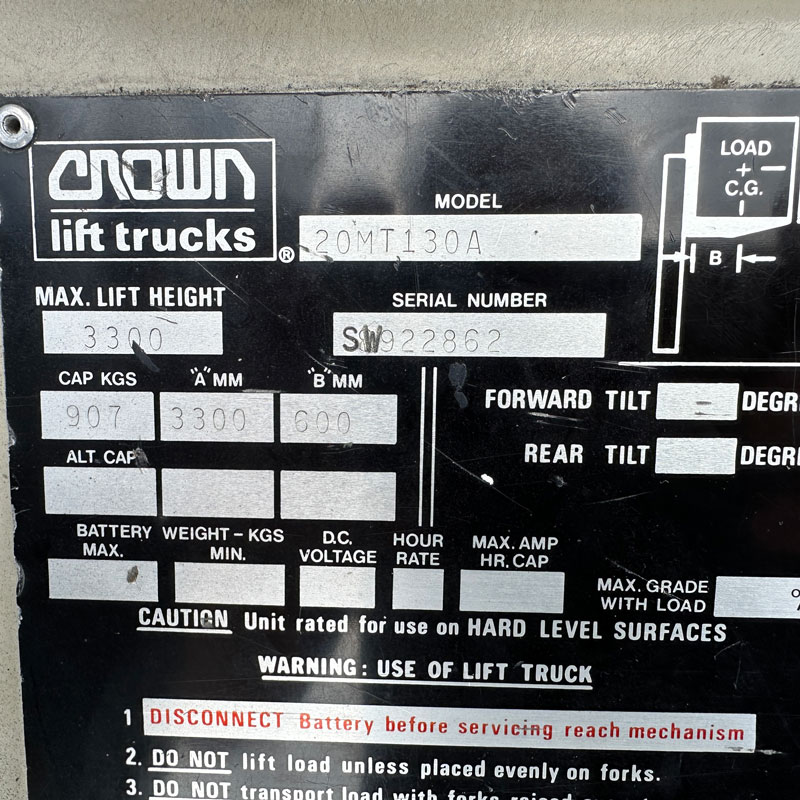 CROWN
lift trucks®
LOAD
C.G.
B
MODEL
20MT130A
MAX. LIFT HEIGHT
3300
SERIAL NUMBER
SW922862
CAP KGS "A" MM "B" MM
907 3300 600
ALT CAP
FORWARD TILT - DEGR
REAR TILT DEGR
BATTERY WEIGHT - KGS
MAX. MIN.
D.C.
VOLTAGE
HOUR
RATE
MAX. AMP
HR. CAP
MAX. GRADE
WITH LOAD
CAUTION Unit rated for use on HARD LEVEL SURFACES
WARNING: USE OF LIFT TRUCK
1 DISCONNECT Battery before servicing reach mechanism
2. DO NOT lift load unless placed evenly on forks.
3. DO NOT transport load with forks raised